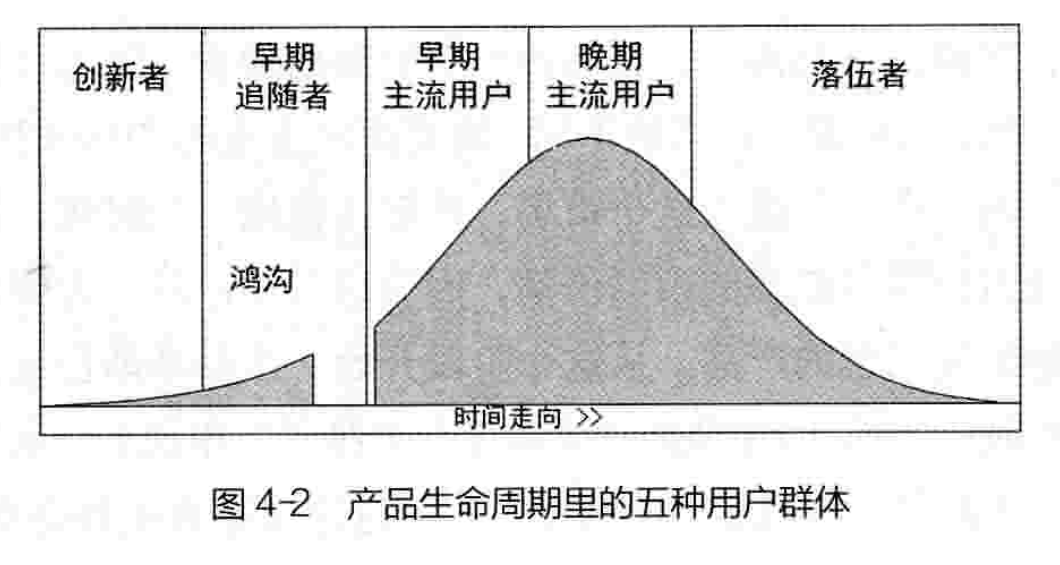 创新者
早期
追随者
早期
主流用户
晚期
主流用户
落伍者
鸿沟
时间走向 >>
图 4-2 产品生命周期里的五种用户群体